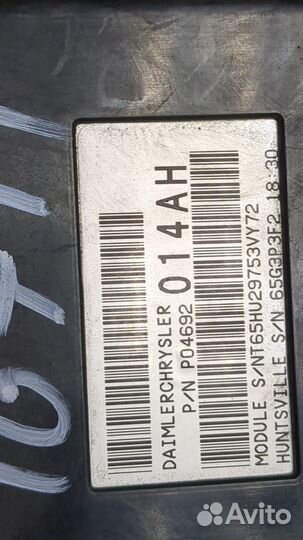 DAIMLERCHRYSLER
P/N P04692 014AH
MODULE S/NT65HU29753VY72
HUNTSVILLE S/N 65G3P3F2 18:30
Avito